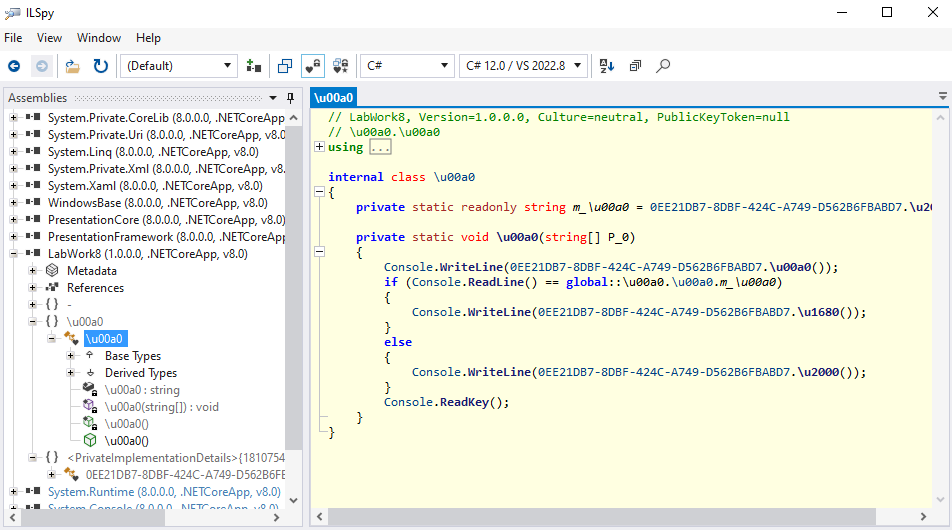 ILSpy
File View Window Help
(Default) C# C# 12.0 / VS 2022.8
Assemblies
System.Private.CoreLib (8.0.0.0, .NETCoreApp
System.Private.Uri (8.0.0.0, .NETCoreApp, v8
System.Linq (8.0.0.0, .NETCoreApp, v8.0)
System.Private.Xml (8.0.0.0, .NETCoreApp, v8.
System.Xaml (8.0.0.0, .NETCoreApp, v8.0)
WindowsBase (8.0.0.0, .NETCoreApp, v8.0)
PresentationCore (8.0.0.0, .NETCoreApp, v8.0
PresentationFramework (8.0.0.0, .NETCoreApp
LabWork8 (1.0.0.0, .NETCoreApp, v8.0)
Metadata
References
{ } -
{ } \u00a0
\u00a0
Base Types
Derived Types
\u00a0 : string
\u00a0(string[]) : void
\u00a0()
\u00a0()
{ } <PrivateImplementationDetails>{1810754
0EE21DB7-8DBF-424C-A749-D562B6FB
System.Runtime (8.0.0.0, .NETCoreApp, v8.0)
System.Console (8.0.0.0, .NETCoreApp, v8.0)
\u00a0
// LabWork8, Version=1.0.0.0, Culture=neutral, PublicKeyToken=null
// \u00a0.\u00a0
using ...
internal class \u00a0
{
private static readonly string m_\u00a0 = 0EE21DB7-8DBF-424C-A749-D562B6FBABD7.\u20
private static void \u00a0(string[] P_0)
{
Console.WriteLine(0EE21DB7-8DBF-424C-A749-D562B6FBABD7.\u00a0());
if (Console.ReadLine() == global::\u00a0.\u00a0.m_\u00a0)
{
Console.WriteLine(0EE21DB7-8DBF-424C-A749-D562B6FBABD7.\u1680());
}
else
{
Console.WriteLine(0EE21DB7-8DBF-424C-A749-D562B6FBABD7.\u2000());
}
Console.ReadKey();
}
}